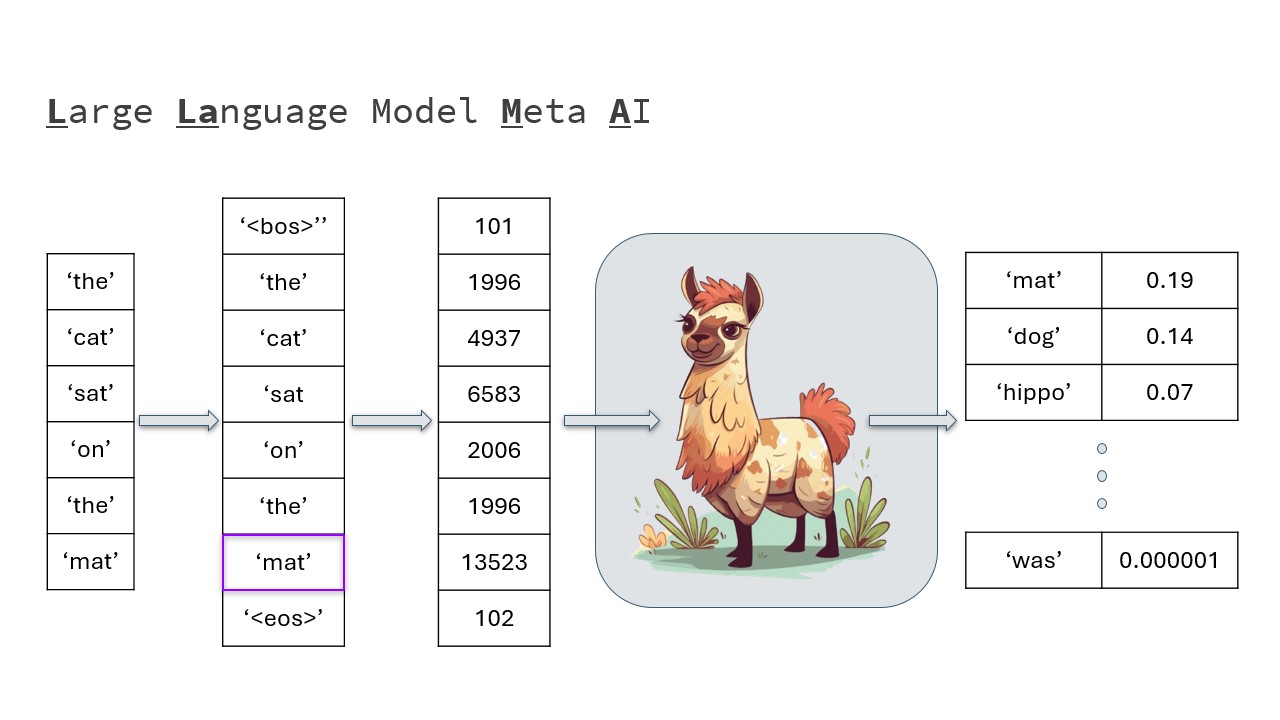 Large Language Model Meta AI
‘the’
‘cat’
‘sat’
‘on’
‘the’
‘mat’
‘<bos>’’
‘the’
‘cat’
‘sat
‘on’
‘the’
‘mat’
‘<eos>’
101
1996
4937
6583
2006
1996
13523
102
‘mat’ 0.19
‘dog’ 0.14
‘hippo’ 0.07
‘was’ 0.000001